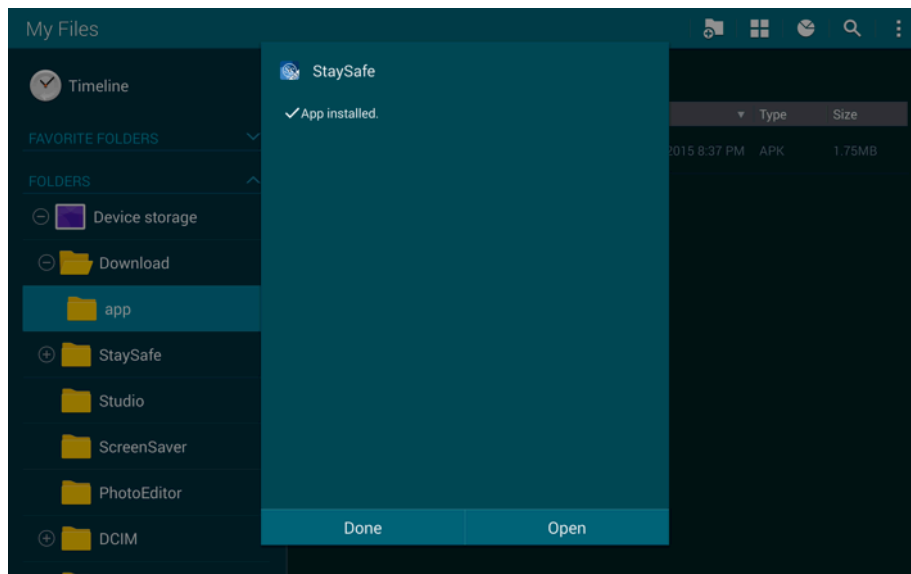 My Files
Timeline
FAVORITE FOLDERS
FOLDERS
Device storage
Download
app
StaySafe
Studio
ScreenSaver
PhotoEditor
DCIM
StaySafe
App installed.
Done
Open
Type
Size
2015 8:37 PM
APK
1.75MB